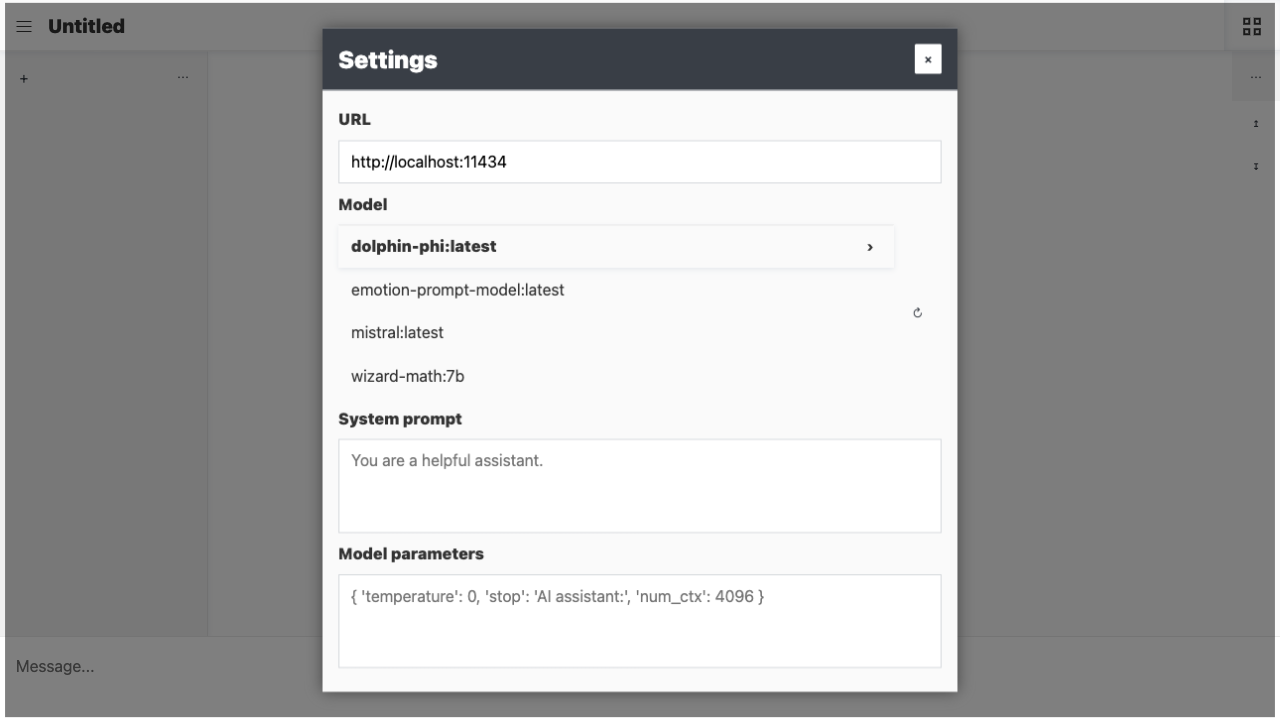 Untitled
Settings
×
+
...
...
URL
http://localhost:11434
Model
dolphin-phi:latest
emotion-prompt-model:latest
mistral:latest
wizard-math:7b
System prompt
You are a helpful assistant.
Model parameters
{ 'temperature': 0, 'stop': 'AI assistant:', 'num_ctx': 4096 }
Message...